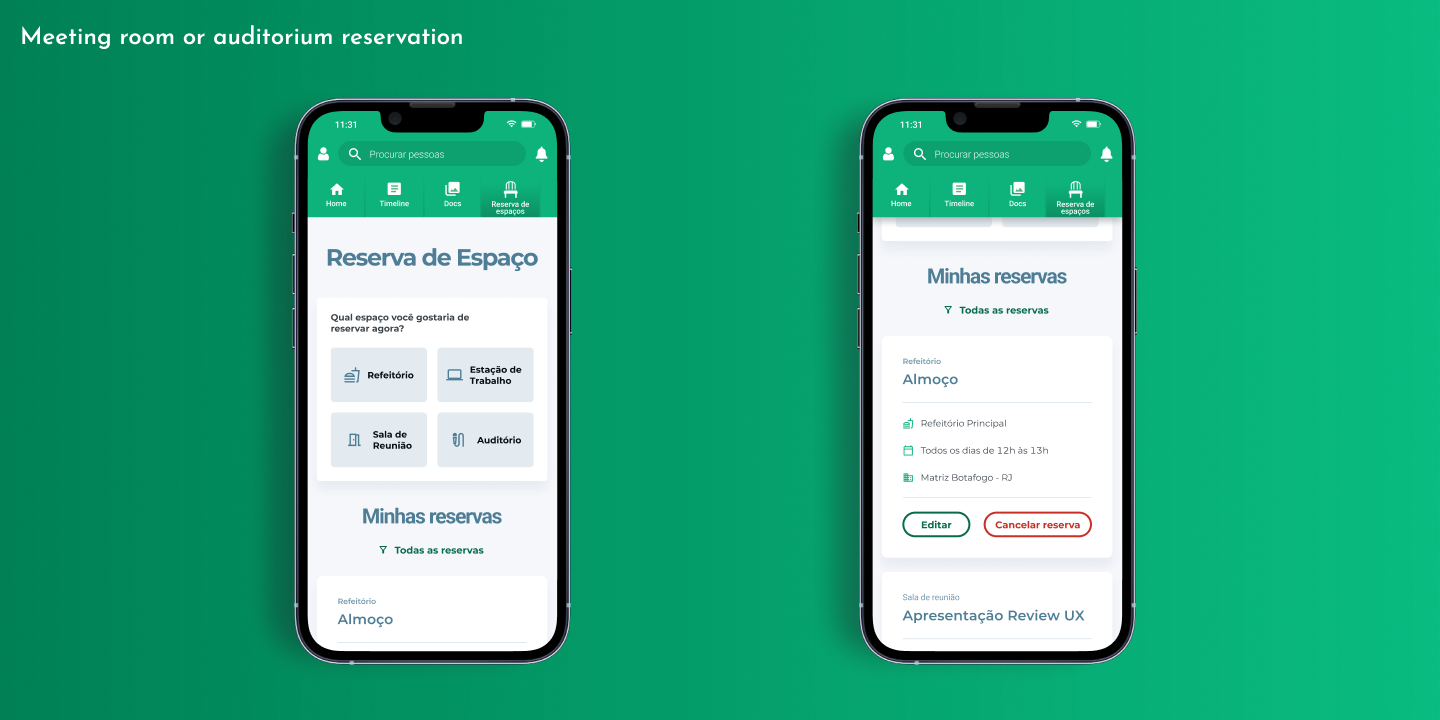 Meeting room or auditorium reservation
11:31
Procurar pessoas
Home
Timeline
Docs
Reserva de
espaços
Reserva de Espaço
Qual espaço você gostaria de
reservar agora?
Refeitório
Estação de
Trabalho
Sala de
Reunião
Auditório
Minhas reservas
Todas as reservas
Refeitório
Almoço
11:31
Procurar pessoas
Home
Timeline
Docs
Reserva de
espaços
Minhas reservas
Todas as reservas
Refeitório
Almoço
Refeitório Principal
Todos os dias de 12h às 13h
Matriz Botafogo - RJ
Editar
Cancelar reserva
Sala de reunião
Apresentação Review UX